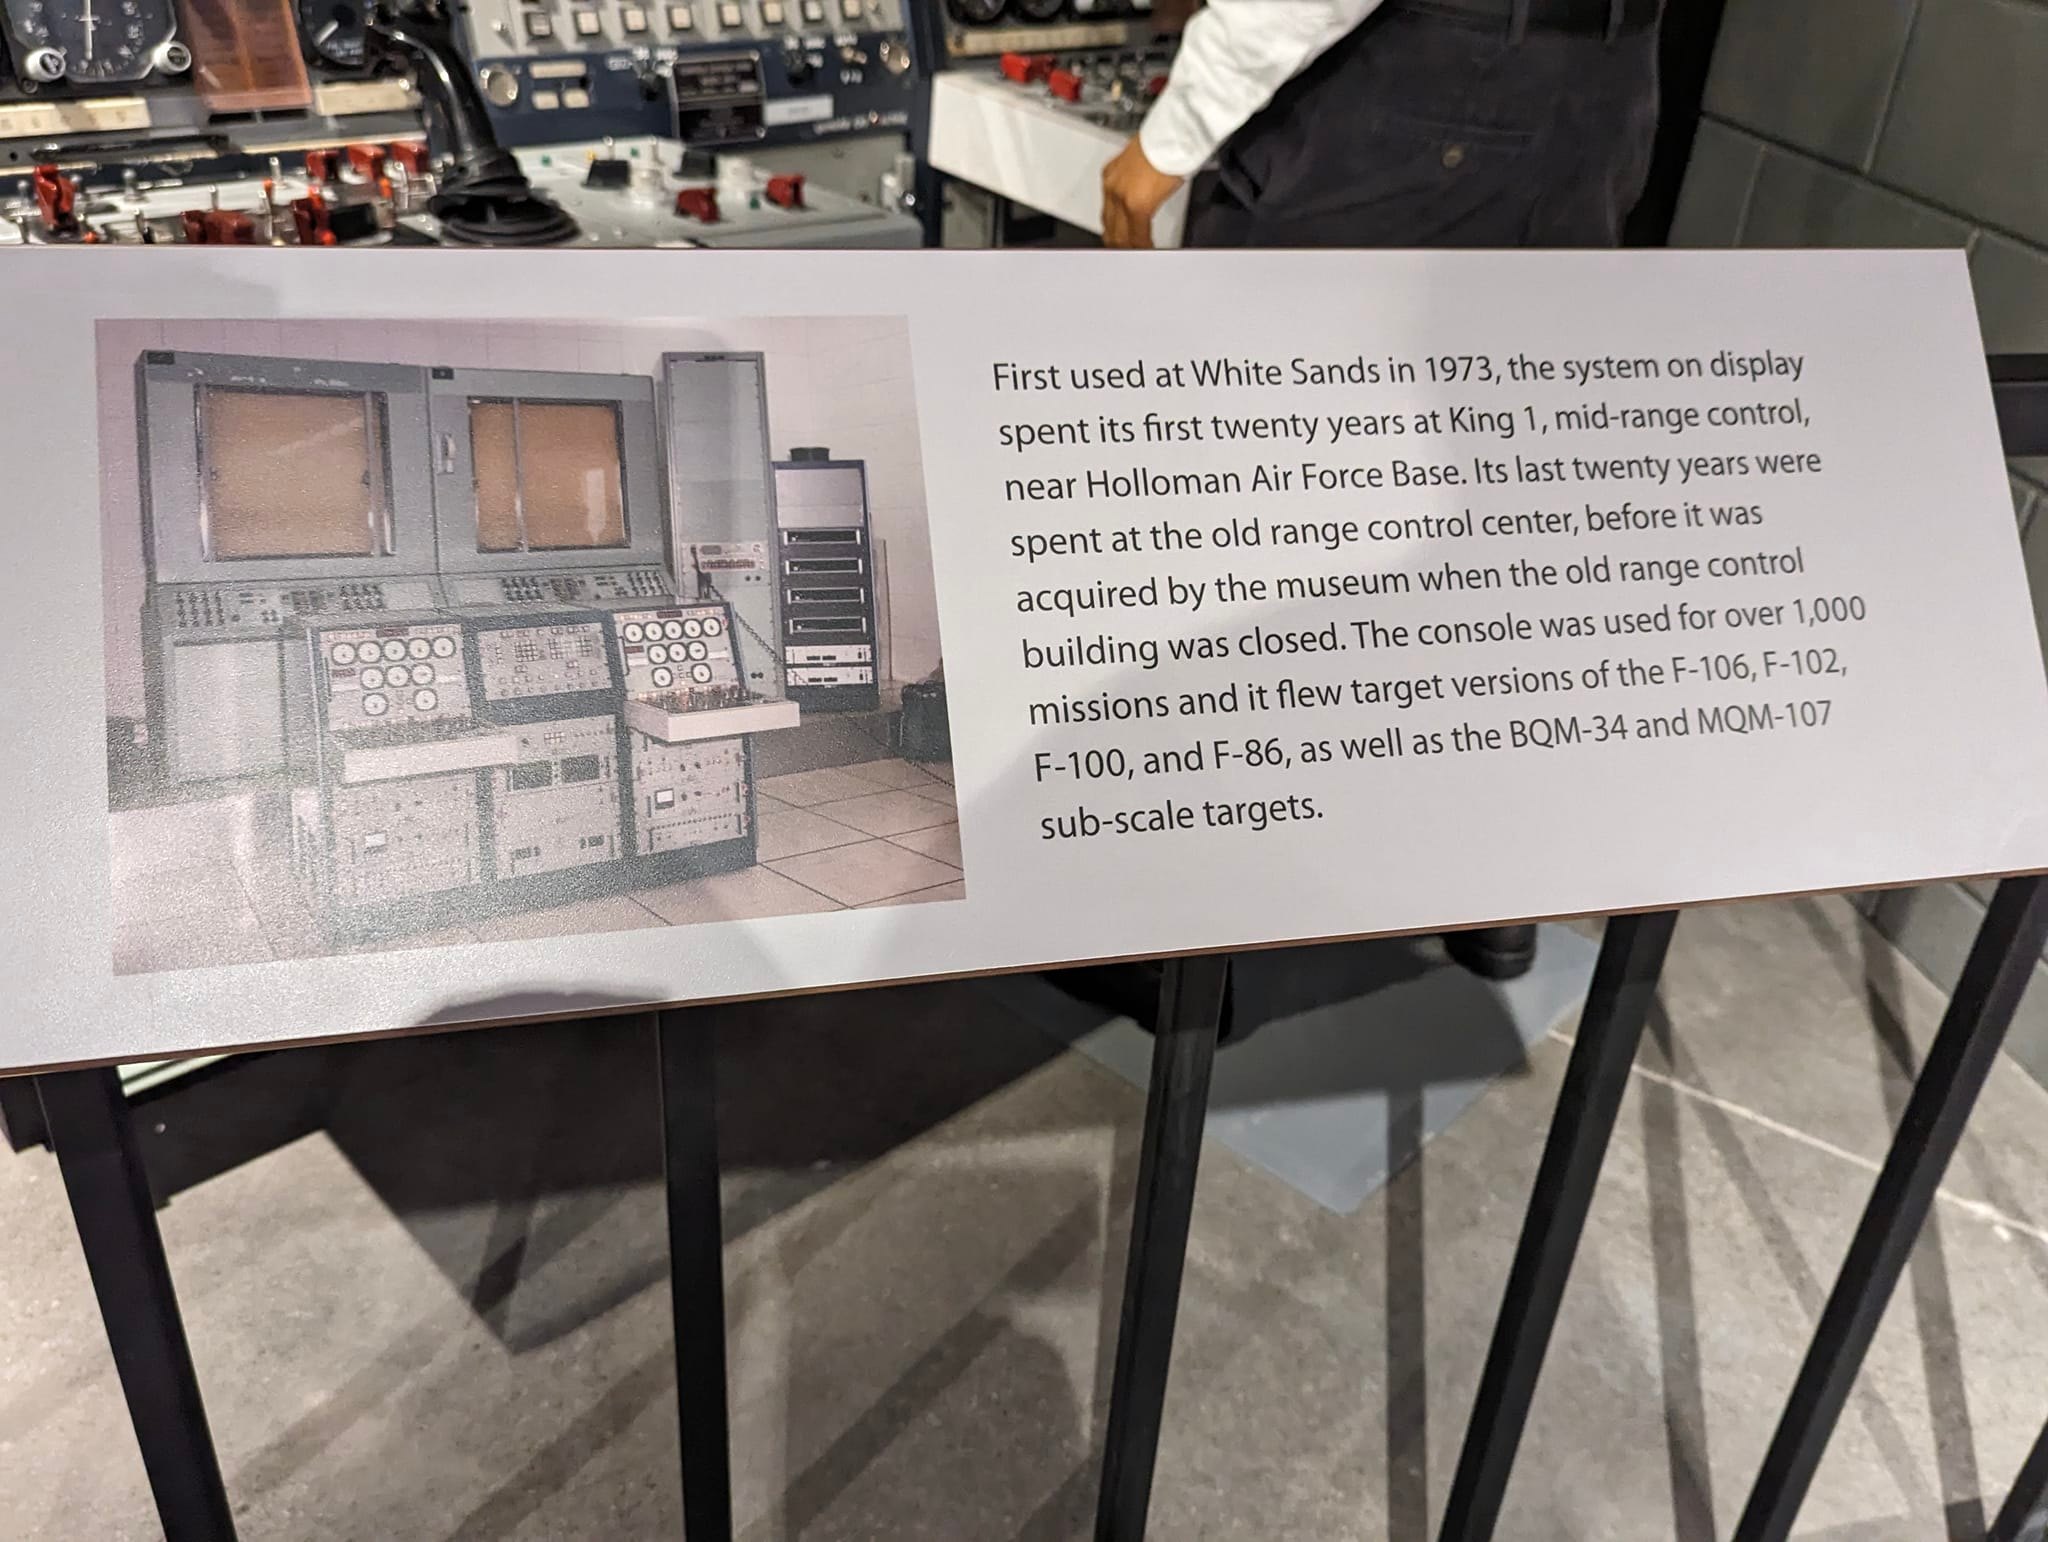 First used at White Sands in 1973, the system on display
spent its first twenty years at King 1, mid-range control,
near Holloman Air Force Base. Its last twenty years were
spent at the old range control center, before it was
acquired by the museum when the old range control
building was closed. The console was used for over 1,000
missions and it flew target versions of the F-106, F-102,
F-100, and F-86, as well as the BQM-34 and MQM-107
sub-scale targets.